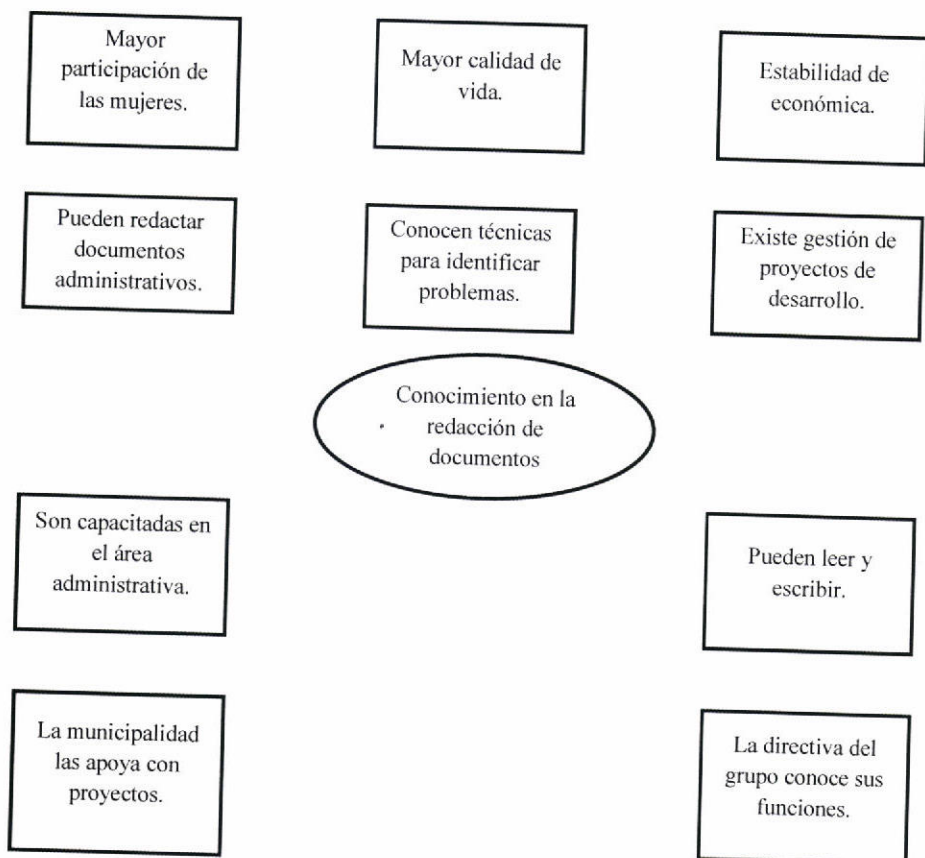 Mayor
participación de
las mujeres.
Mayor calidad de
vida.
Estabilidad de
económica.
Pueden redactar
documentos
administrativos.
Conocen técnicas
para identificar
problemas.
Existe gestión de
proyectos de
desarrollo.
Conocimiento en la
redacción de
documentos
Son capacitadas en
el área
administrativa.
Pueden leer y
escribir.
La municipalidad
las apoya con
proyectos.
La directiva del
grupo conoce sus
funciones.